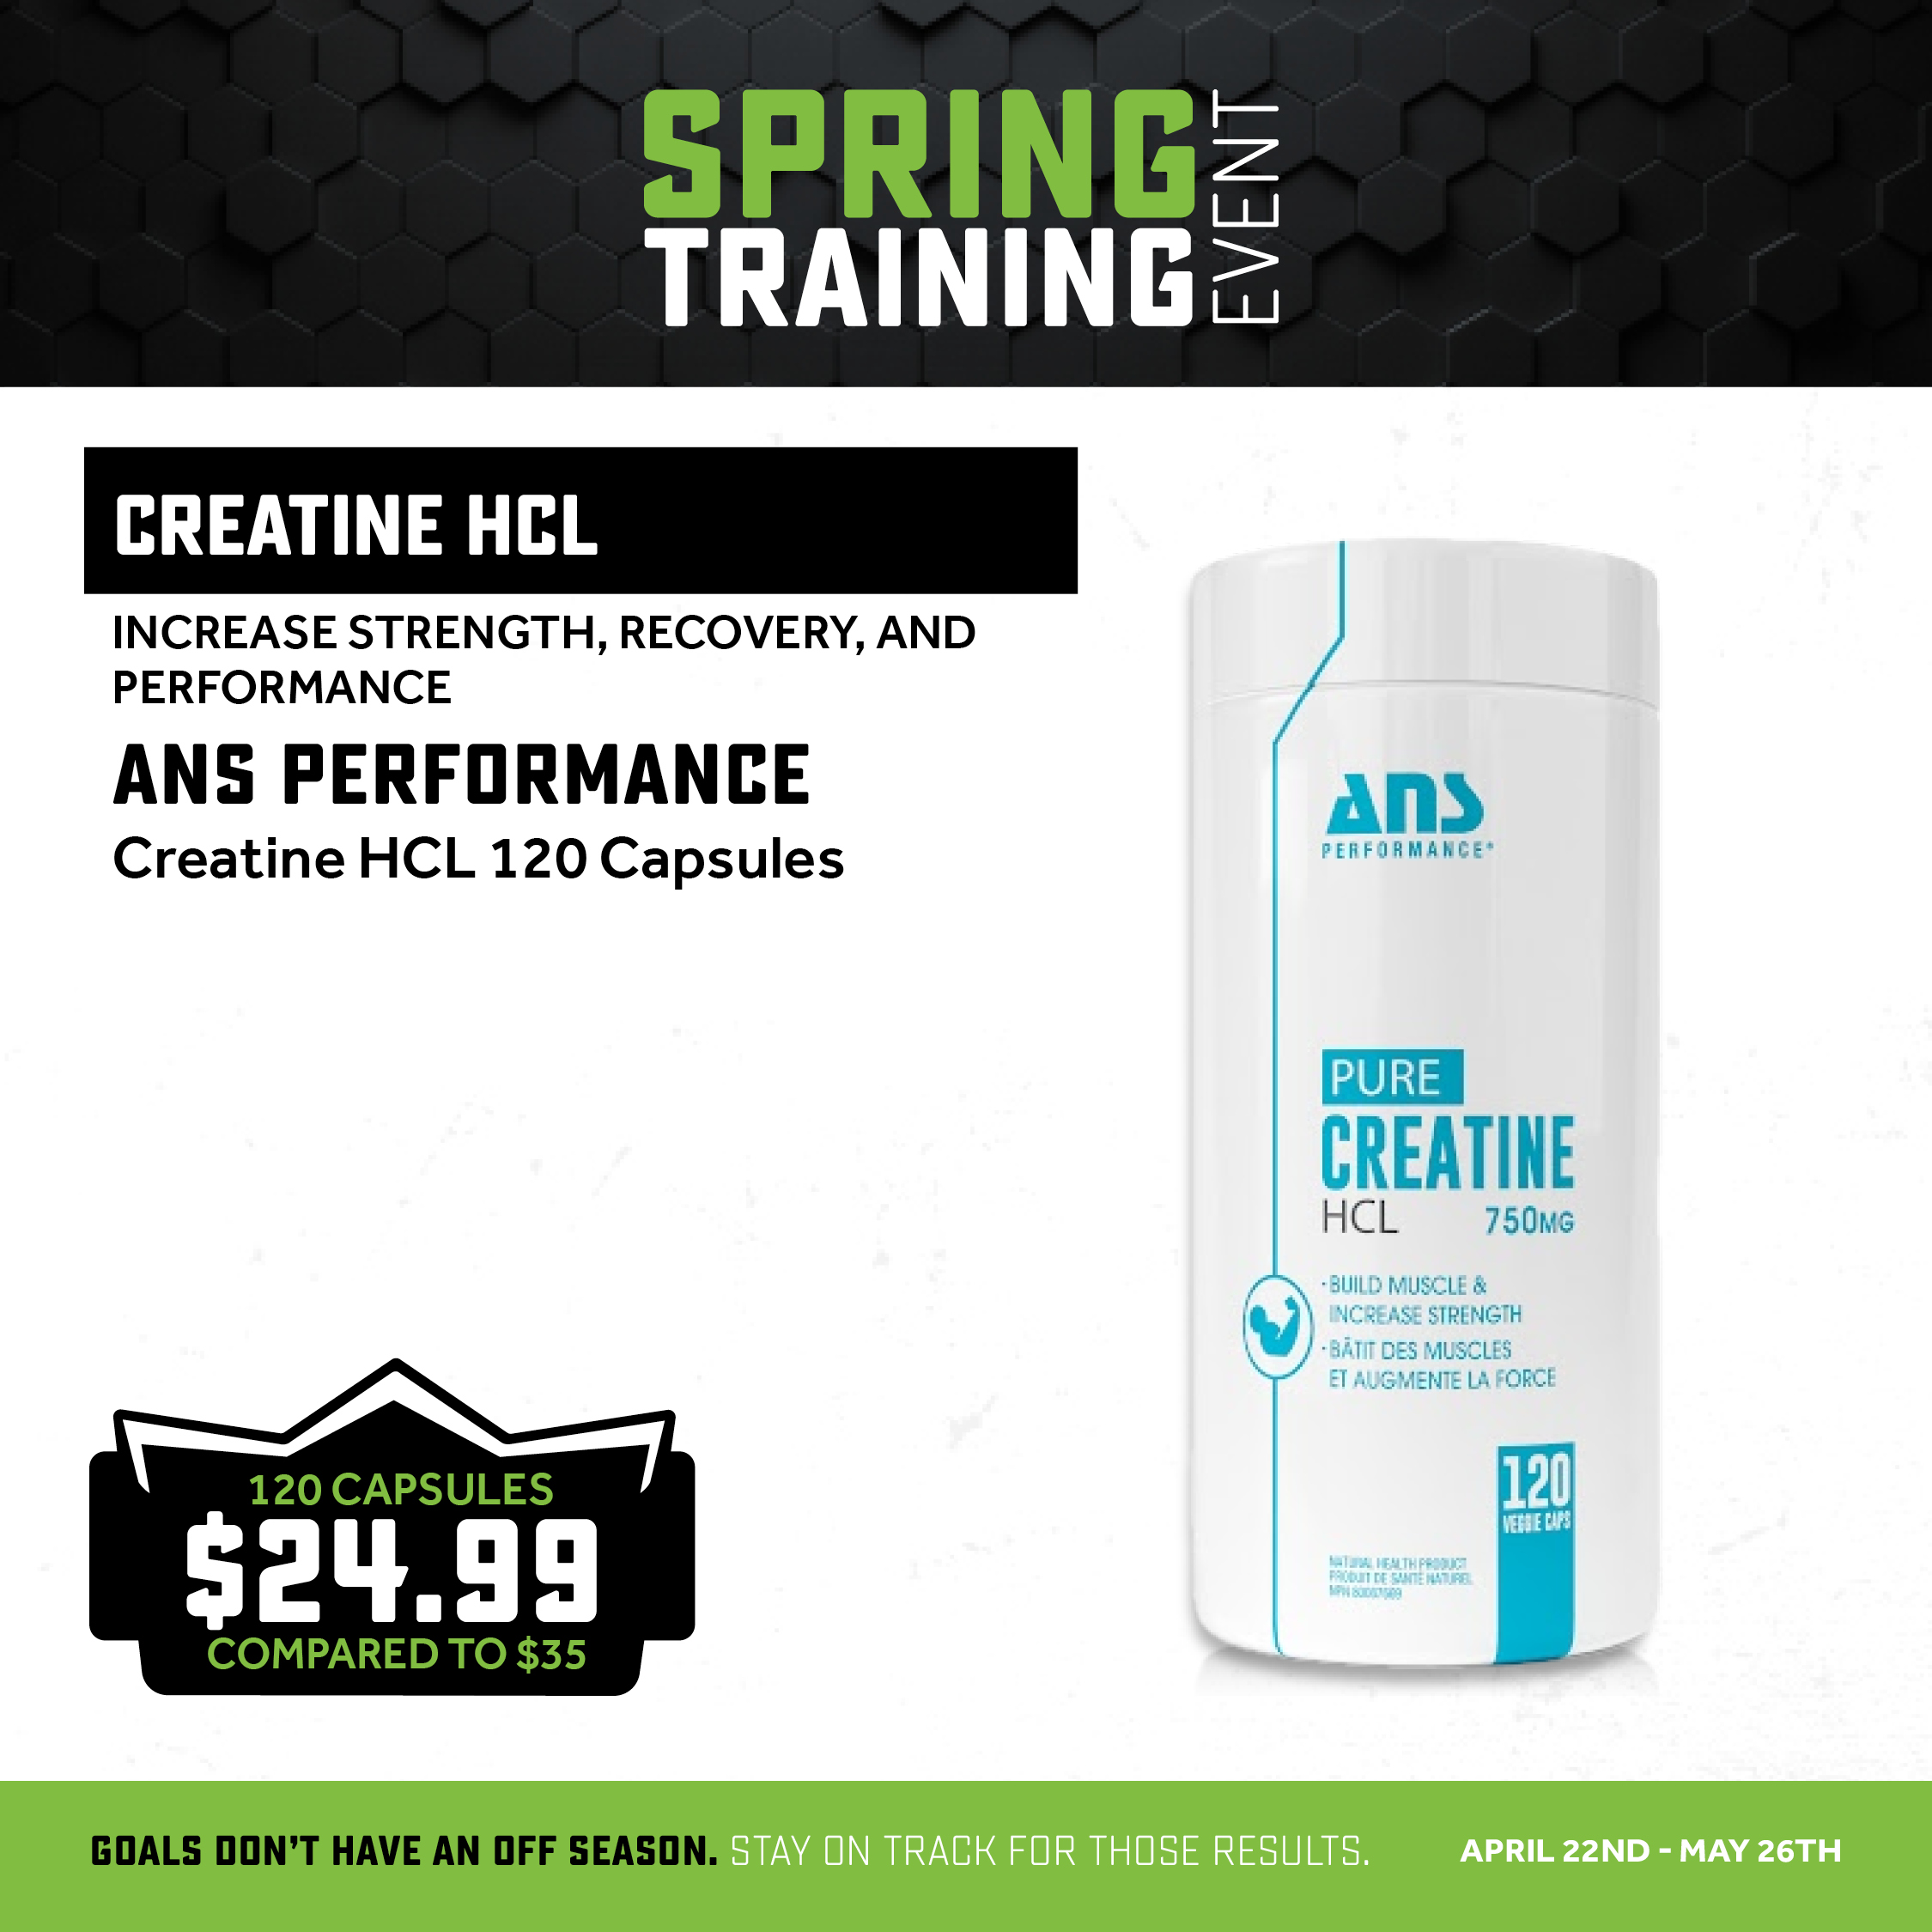 SPRING
TRAINING
EVENT
CREATINE HCL
INCREASE STRENGTH, RECOVERY, AND
PERFORMANCE
ANS PERFORMANCE
Creatine HCL 120 Capsules
ANS
PERFORMANCE
PURE
CREATINE
HCL 750MG
· BUILD MUSCLE &
INCREASE STRENGTH
· BÂTIT DES MUSCLES
ET AUGMENTE LA FORCE
120
VEGGIE CAPS
NATURAL HEALTH PRODUCT
PRODUIT DE SANTÉ NATUREL
NPN
120 CAPSULES
$24.99
COMPARED TO $35
GOALS DON'T HAVE AN OFF SEASON. STAY ON TRACK FOR THOSE RESULTS.
APRIL 22ND - MAY 26TH